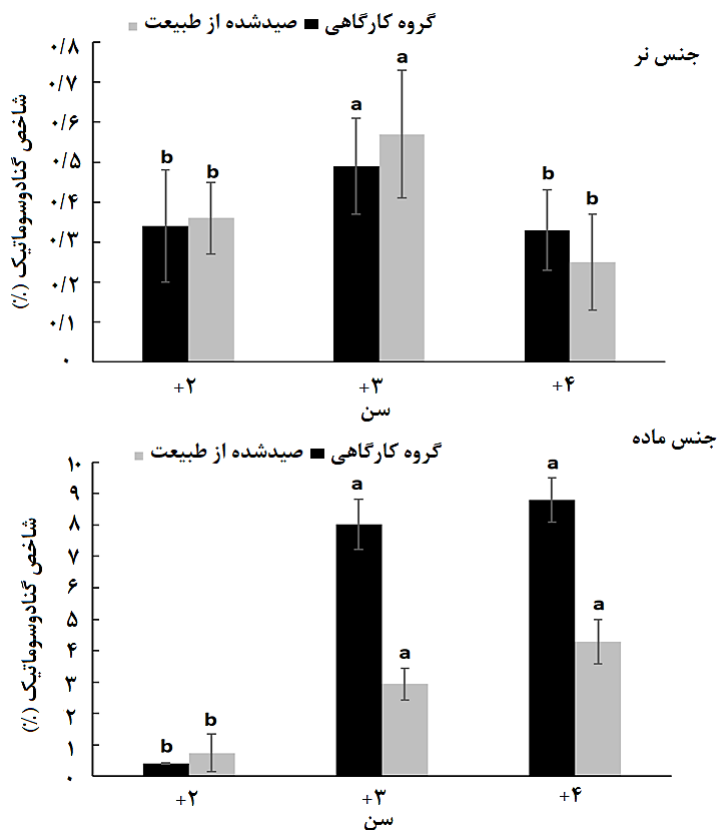 گروه کارگاهی صیدشده از طبیعت
جنس نر
شاخص گنادوسوماتیک (٪)
۰/۸
۰/۷
۰/۶
۰/۵
۰/۴
۰/۳
۰/۲
۰/۱
۰
b b a a b b
+۲ +۳ +۴
سن
جنس ماده
گروه کارگاهی صیدشده از طبیعت
شاخص گنادوسوماتیک (٪)
۱۰
۹
۸
۷
۶
۵
۴
۳
۲
۱
۰
b b a a a a
+۲ +۳ +۴
سن